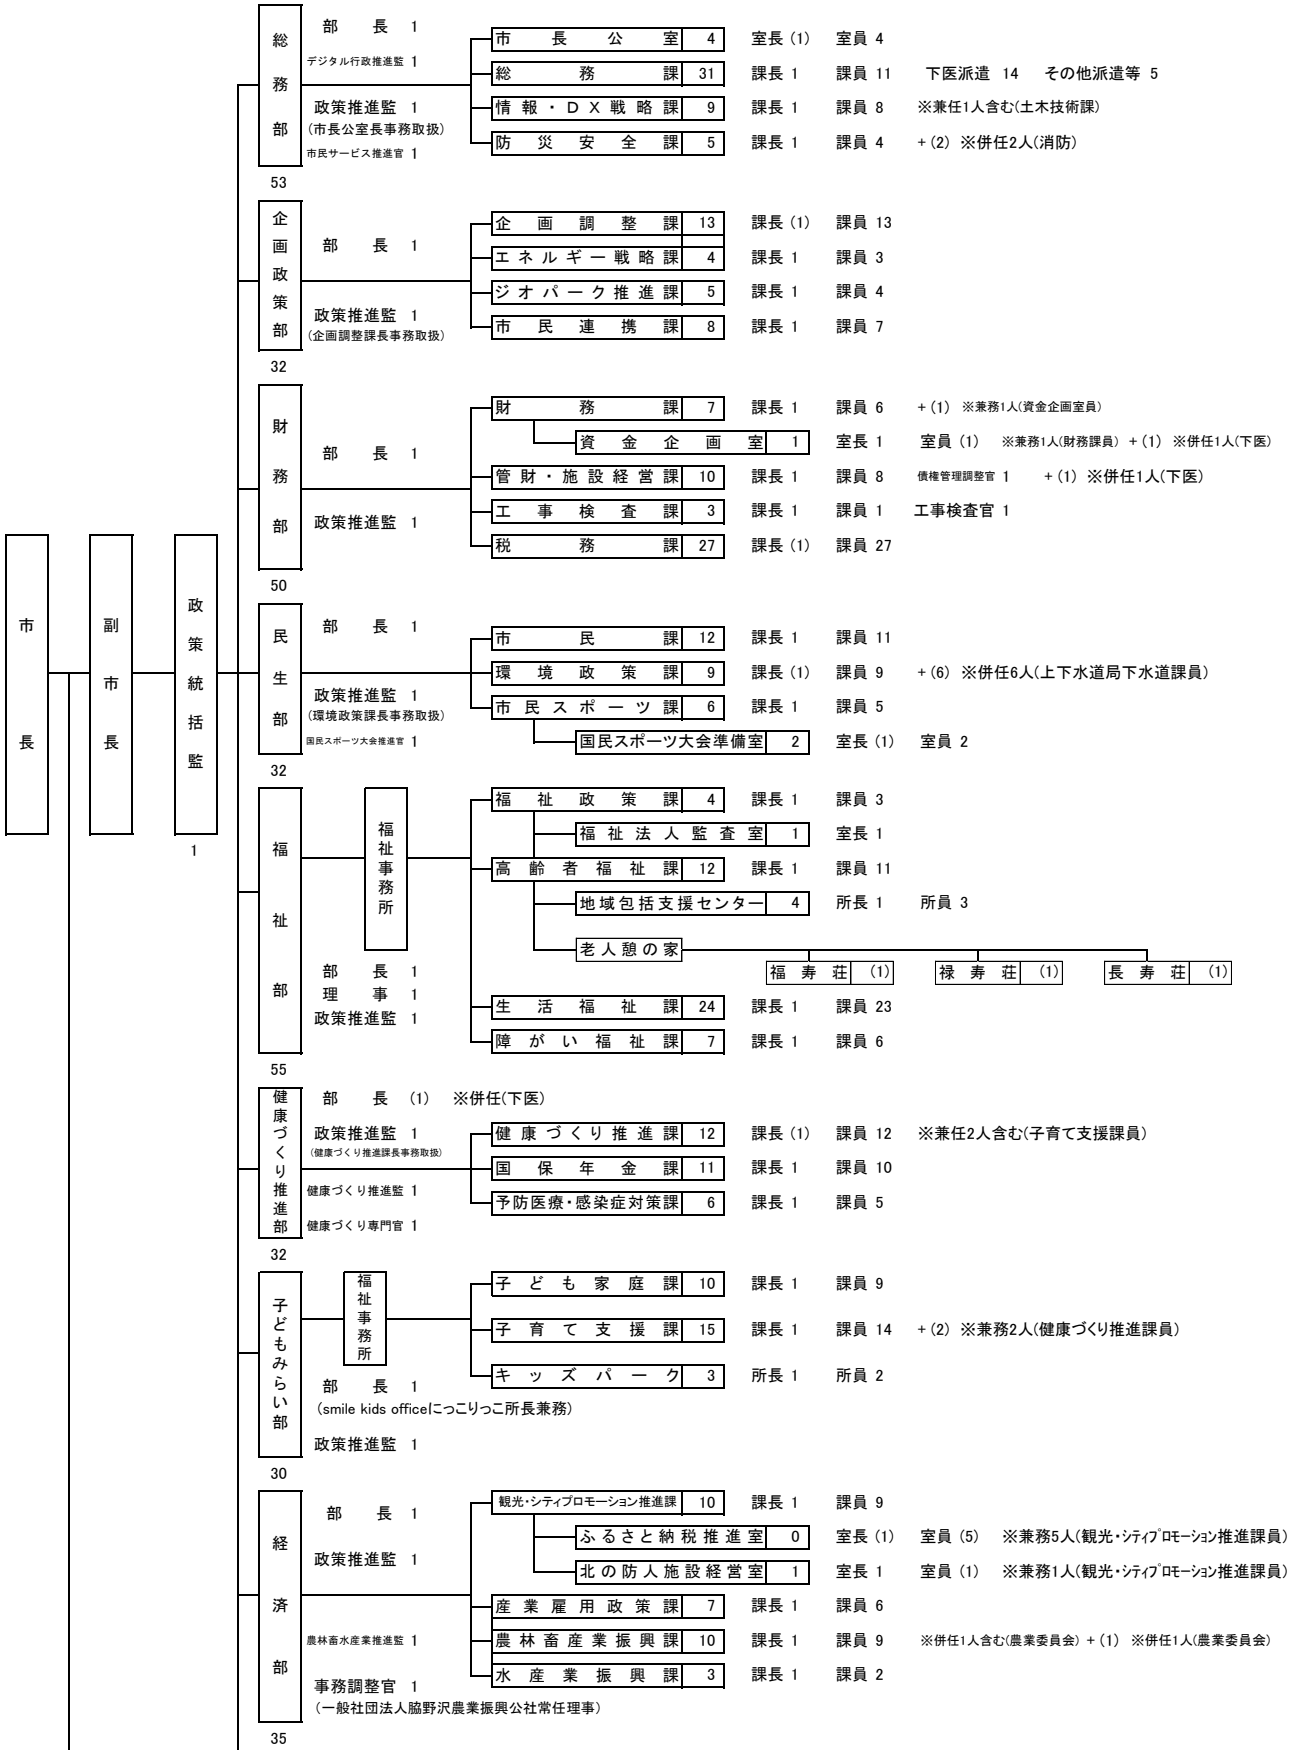 市長
副市長
政策統括監
1
総務部
53
部長 1
デジタル行政推進監 1
政策推進監 1
(市長公室長事務取扱)
市民サービス推進官 1
市長公室 4 室長 (1) 室員 4
総務課 31 課長 1 課員 11 下医派遣 14 その他派遣等 5
情報・DX戦略課 9 課長 1 課員 8 ※兼任1人含む(土木技術課)
防災安全課 5 課長 1 課員 4 +(2) ※併任2人(消防)
企画政策部
32
部長 1
政策推進監 1
(企画調整課長事務取扱)
企画調整課 13 課長 (1) 課員 13
エネルギー戦略課 4 課長 1 課員 3
ジオパーク推進課 5 課長 1 課員 4
市民連携課 8 課長 1 課員 7
財務部
50
部長 1
政策推進監 1
財務課 7 課長 1 課員 6 +(1) ※兼務1人(資金企画室員)
資金企画室 1 室長 1 室員 (1) ※兼務1人(財務課員) +(1) ※併任1人(下医)
管財・施設経営課 10 課長 1 課員 8 債権管理調整官 1 +(1) ※併任1人(下医)
工事検査課 3 課長 1 課員 1 工事検査官 1
税務課 27 課長 (1) 課員 27
民生部
32
部長 1
政策推進監 1
(環境政策課長事務取扱)
国民スポーツ大会推進官 1
市民課 12 課長 1 課員 11
環境政策課 9 課長 (1) 課員 9 +(6) ※併任6人(上下水道局下水道課員)
市民スポーツ課 6 課長 1 課員 5
国民スポーツ大会準備室 2 室長 (1) 室員 2
福祉部
55
福祉事務所
部長 1
理事 1
政策推進監 1
福祉政策課 4 課長 1 課員 3
福祉法人監査室 1 室長 1
高齢者福祉課 12 課長 1 課員 11
地域包括支援センター 4 所長 1 所員 3
老人憩の家
福寿荘 (1) 禄寿荘 (1) 長寿荘 (1)
生活福祉課 24 課長 1 課員 23
障がい福祉課 7 課長 1 課員 6
健康づくり推進部
32
部長 (1) ※併任(下医)
政策推進監 1
(健康づくり推進課長事務取扱)
健康づくり推進監 1
健康づくり専門官 1
健康づくり推進課 12 課長 (1) 課員 12 ※兼任2人含む(子育て支援課員)
国保年金課 11 課長 1 課員 10
予防医療・感染症対策課 6 課長 1 課員 5
子どもみらい部
30
福祉事務所
部長 1
(smile kids officeにっこりっこ所長兼務)
政策推進監 1
子ども家庭課 10 課長 1 課員 9
子育て支援課 15 課長 1 課員 14 +(2) ※兼務2人(健康づくり推進課員)
キッズパーク 3 所長 1 所員 2
経済部
35
部長 1
政策推進監 1
農林畜水産業推進監 1
事務調整官 1
(一般社団法人脇野沢農業振興公社常任理事)
観光・シティプロモーション推進課 10 課長 1 課員 9
ふるさと納税推進室 0 室長 (1) 室員 (5) ※兼務5人(観光・シティプロモーション推進課員)
北の防人施設経営室 1 室長 1 室員 (1) ※兼務1人(観光・シティプロモーション推進課員)
産業雇用政策課 7 課長 1 課員 6
農林畜産業振興課 10 課長 1 課員 9 ※併任1人含む(農業委員会) +(1) ※併任1人(農業委員会)
水産業振興課 3 課長 1 課員 2